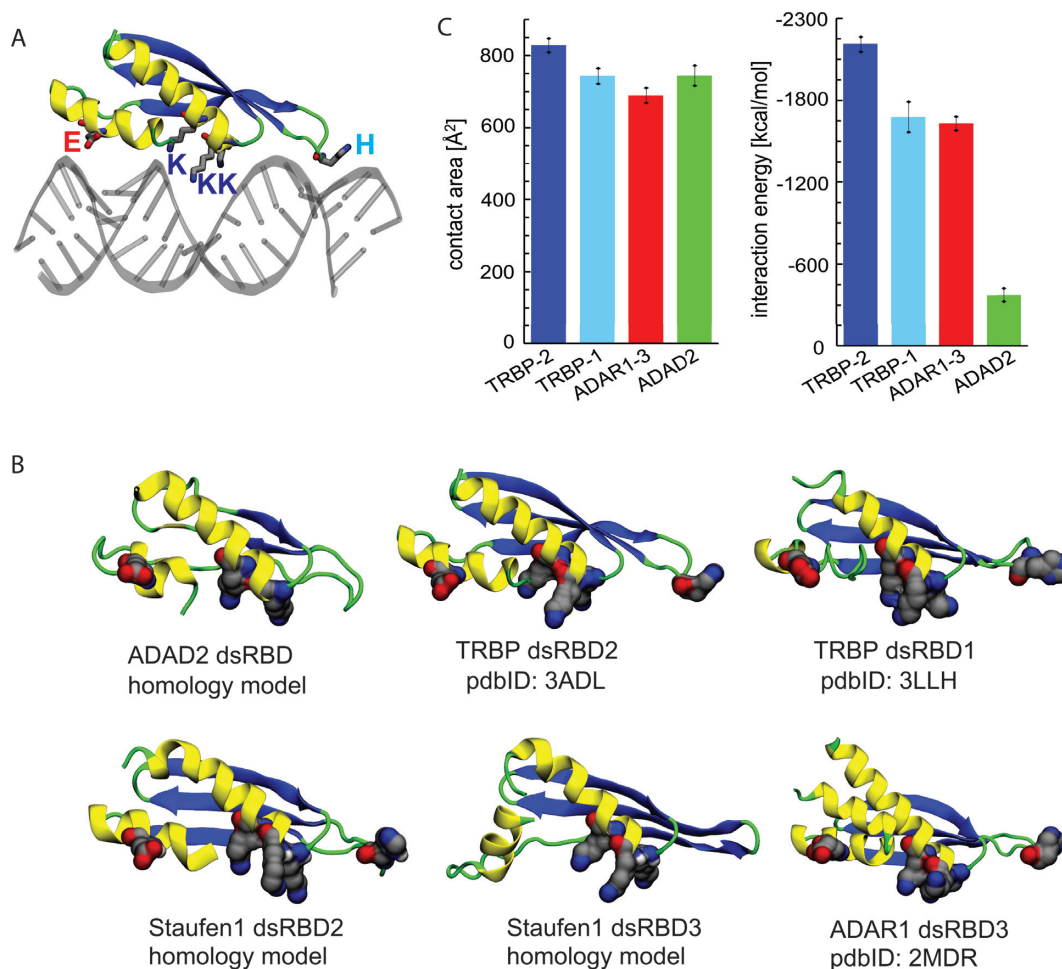 A
E
K
KK
H
C
contact area [Å²]
800
600
400
200
0
TRBP-2
TRBP-1
ADAR1-3
ADAD2
interaction energy [kcal/mol]
-2300
-1800
-1200
-600
0
TRBP-2
TRBP-1
ADAR1-3
ADAD2
B
ADAD2 dsRBD
homology model
TRBP dsRBD2
pdbID: 3ADL
TRBP dsRBD1
pdbID: 3LLH
Staufen1 dsRBD2
homology model
Staufen1 dsRBD3
homology model
ADAR1 dsRBD3
pdbID: 2MDR